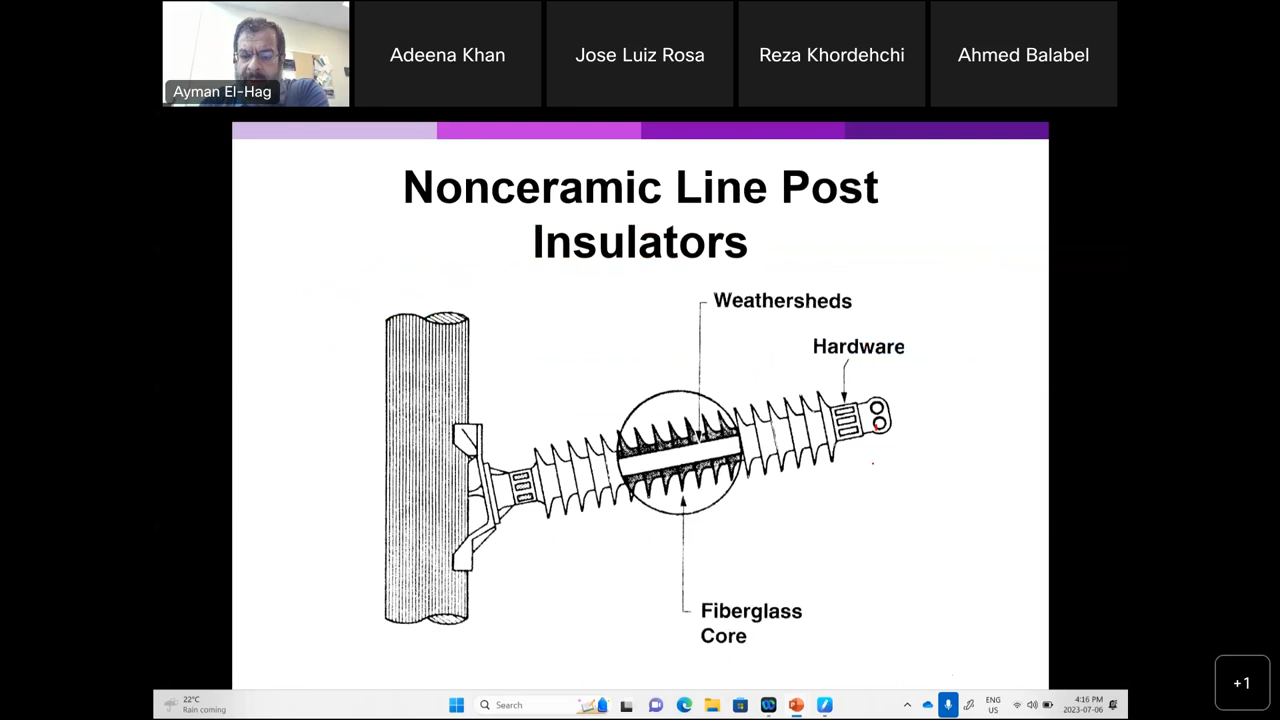 Ayman El-Hag
Adeena Khan
Jose Luiz Rosa
Reza Khordehchi
Ahmed Balabel
Nonceramic Line Post
Insulators
Weathersheds
Hardware
Fiberglass
Core
+1
22°C
Rain coming
Search
ENG
US
4:16 PM
2023-07-06